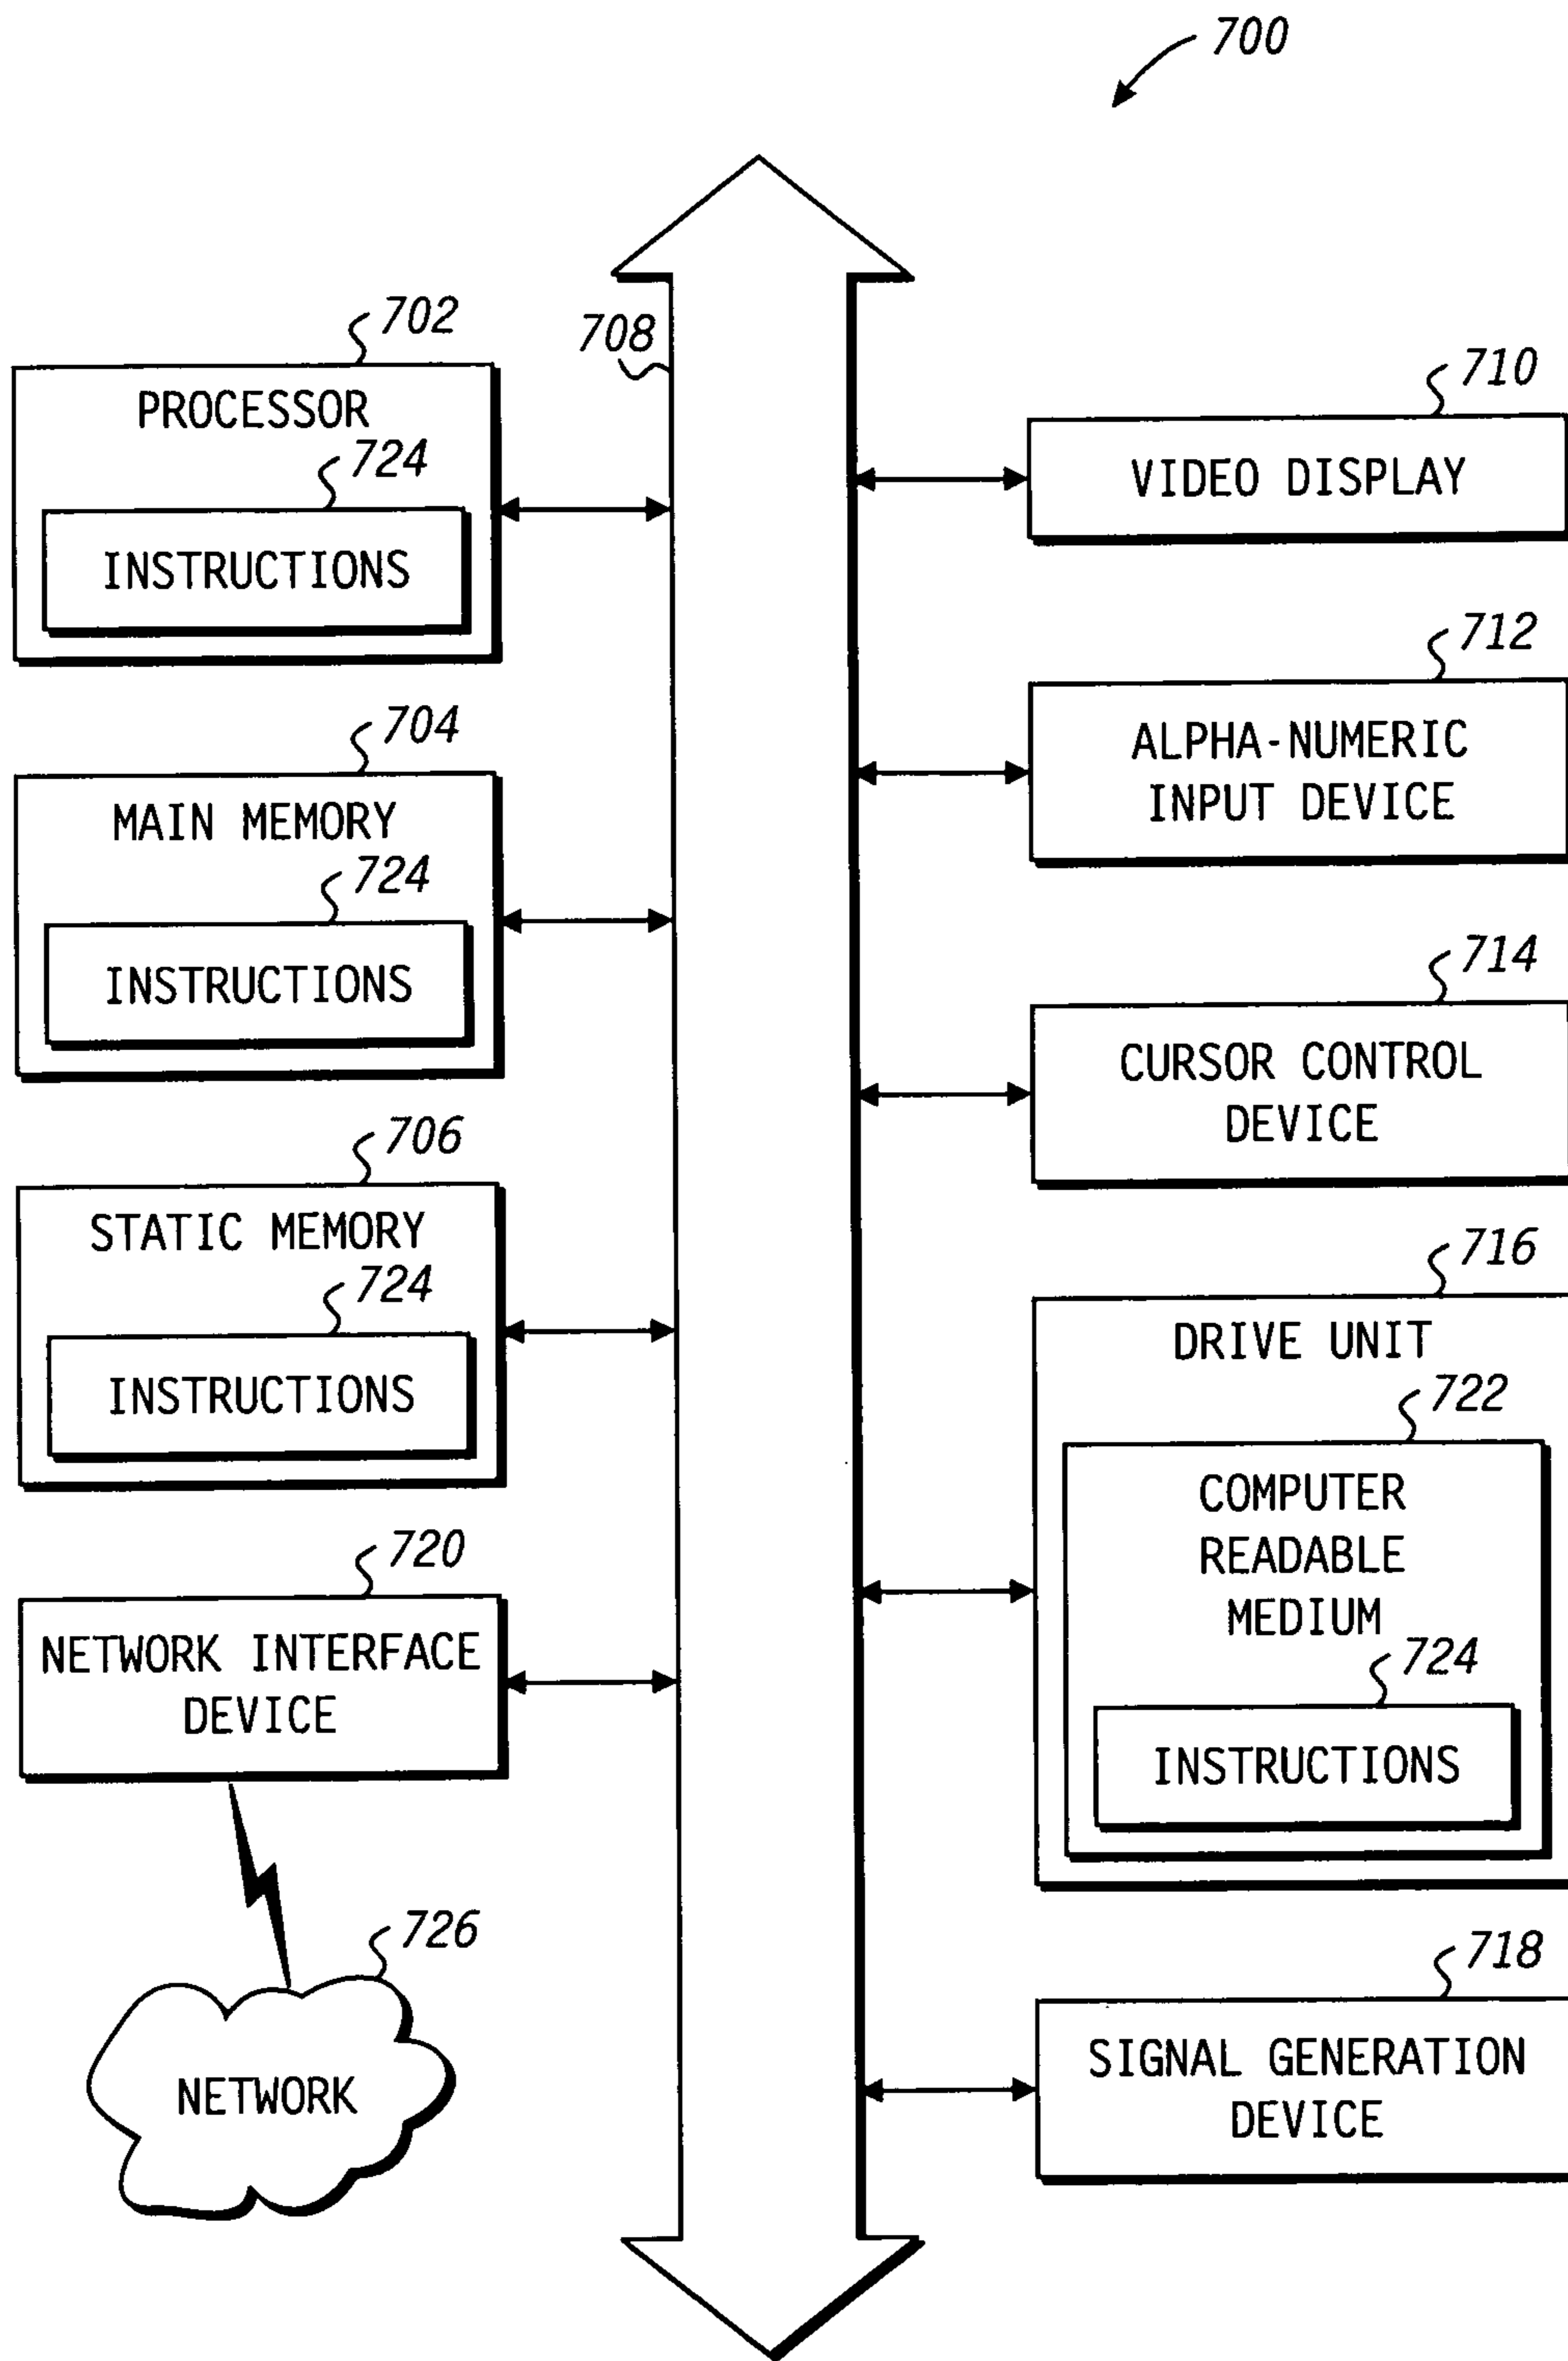 700
702
PROCESSOR
724
INSTRUCTIONS
704
MAIN MEMORY
724
INSTRUCTIONS
706
STATIC MEMORY
724
INSTRUCTIONS
720
NETWORK INTERFACE
DEVICE
726
NETWORK
708
710
VIDEO DISPLAY
712
ALPHA-NUMERIC
INPUT DEVICE
714
CURSOR CONTROL
DEVICE
716
DRIVE UNIT
722
COMPUTER
READABLE
MEDIUM
724
INSTRUCTIONS
718
SIGNAL GENERATION
DEVICE